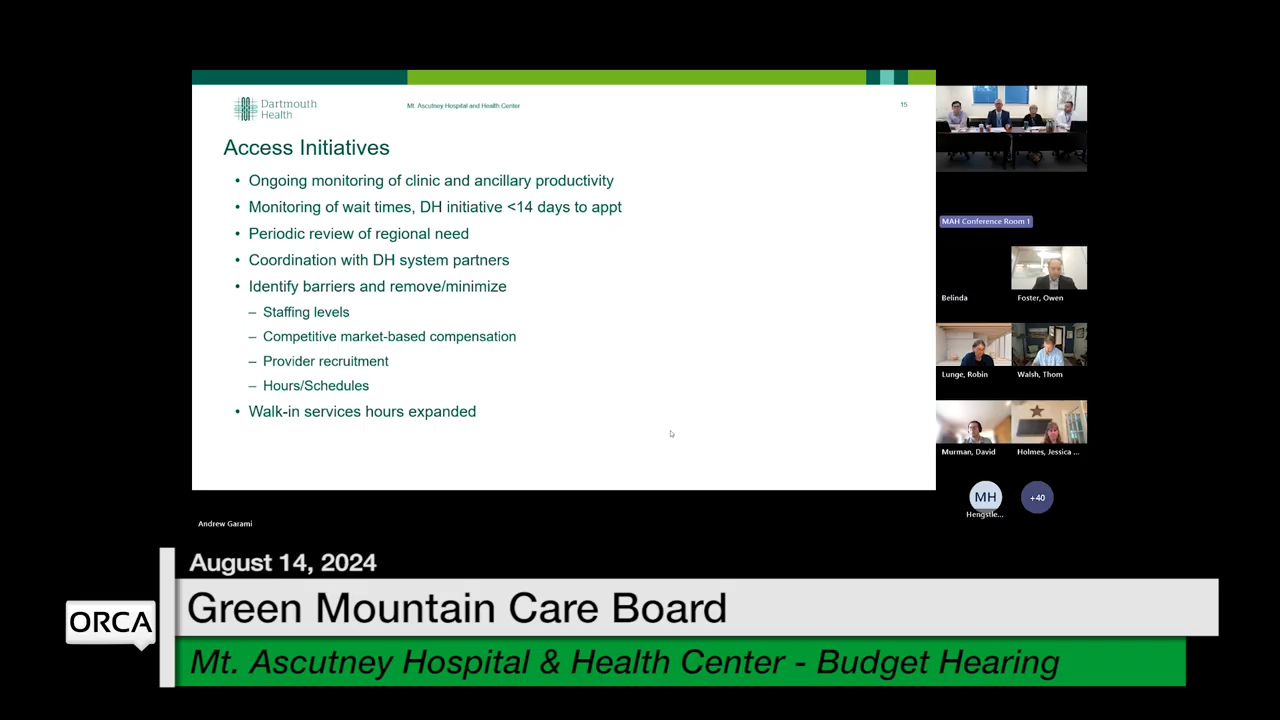 Dartmouth
Health
Mt. Ascutney Hospital and Health Center
15
Access Initiatives
• Ongoing monitoring of clinic and ancillary productivity
• Monitoring of wait times, DH initiative <14 days to appt
• Periodic review of regional need
• Coordination with DH system partners
• Identify barriers and remove/minimize
– Staffing levels
– Competitive market-based compensation
– Provider recruitment
– Hours/Schedules
• Walk-in services hours expanded
MAH Conference Room 1
Belinda
Foster, Owen
Lunge, Robin
Walsh, Thom
Murman, David
Holmes, Jessica ...
MH
+40
Hengstle...
Andrew Garami
August 14, 2024
ORCA
Green Mountain Care Board
Mt. Ascutney Hospital & Health Center - Budget Hearing